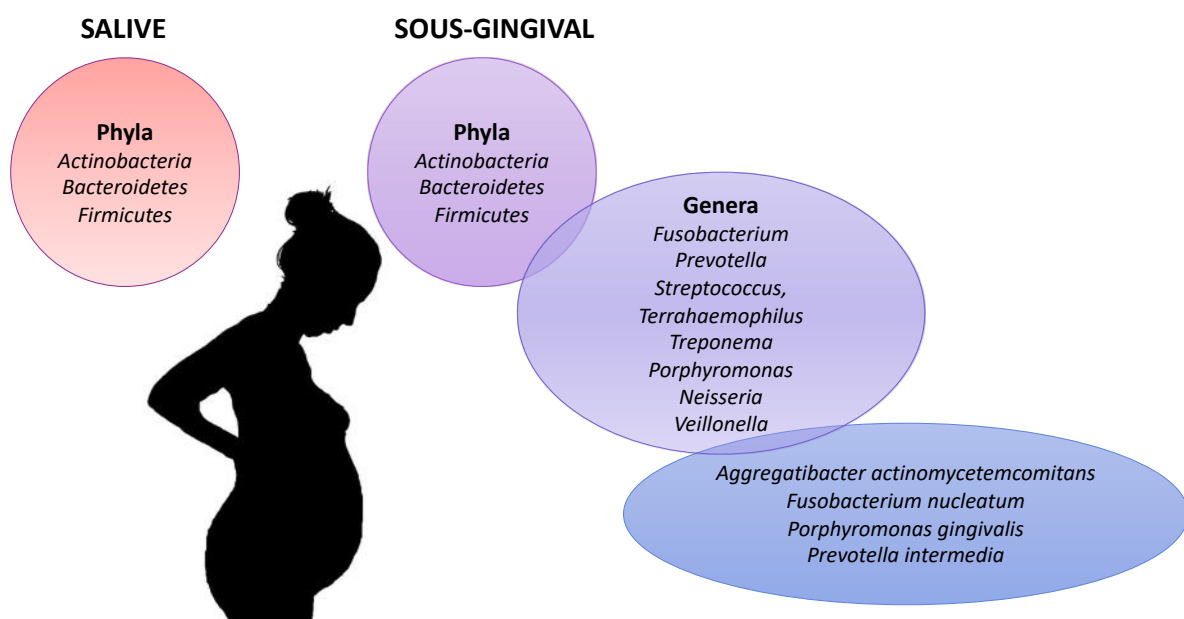 SALIVE
Phyla
Actinobacteria
Bacteroidetes
Firmicutes
SOUS-GINGIVAL
Phyla
Actinobacteria
Bacteroidetes
Firmicutes
Genera
Fusobacterium
Prevotella
Streptococcus,
Terrahaemophilus
Treponema
Porphyromonas
Neisseria
Veillonella
Aggregatibacter actinomycetemcomitans
Fusobacterium nucleatum
Porphyromonas gingivalis
Prevotella intermedia